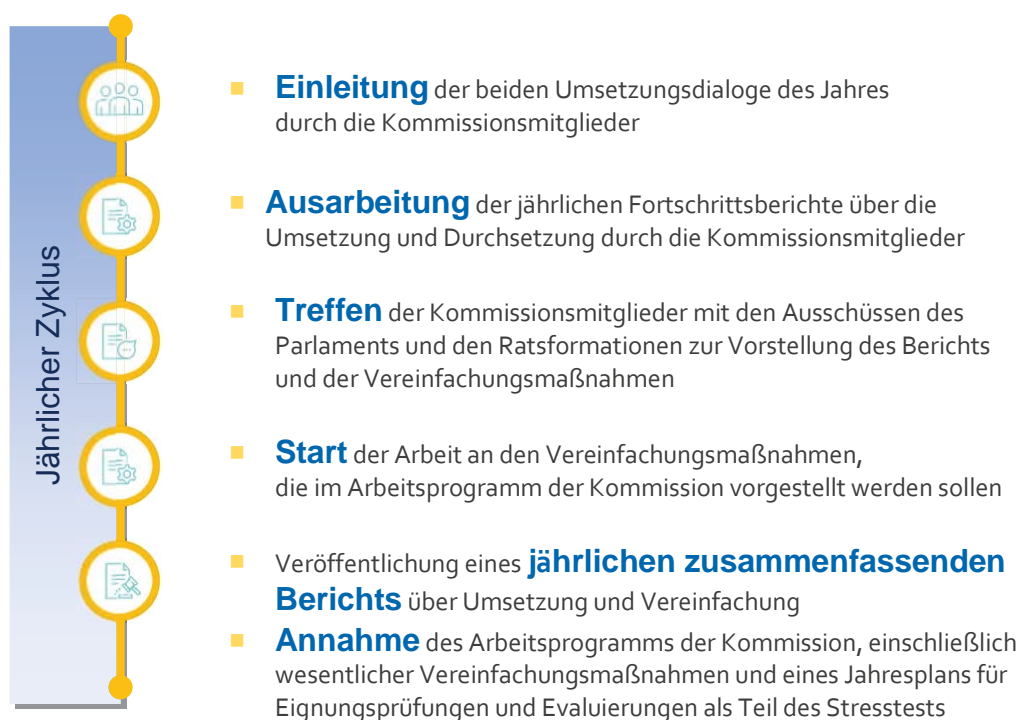 Jährlicher Zyklus
▪ Einleitung der beiden Umsetzungsdialoge des Jahres
durch die Kommissionsmitglieder
▪ Ausarbeitung der jährlichen Fortschrittsberichte über die
Umsetzung und Durchsetzung durch die Kommissionsmitglieder
▪ Treffen der Kommissionsmitglieder mit den Ausschüssen des
Parlaments und den Ratsformationen zur Vorstellung des Berichts
und der Vereinfachungsmaßnahmen
▪ Start der Arbeit an den Vereinfachungsmaßnahmen,
die im Arbeitsprogramm der Kommission vorgestellt werden sollen
▪ Veröffentlichung eines jährlichen zusammenfassenden
Berichts über Umsetzung und Vereinfachung
▪ Annahme des Arbeitsprogramms der Kommission, einschließlich
wesentlicher Vereinfachungsmaßnahmen und eines Jahresplans für
Eignungsprüfungen und Evaluierungen als Teil des Stresstests